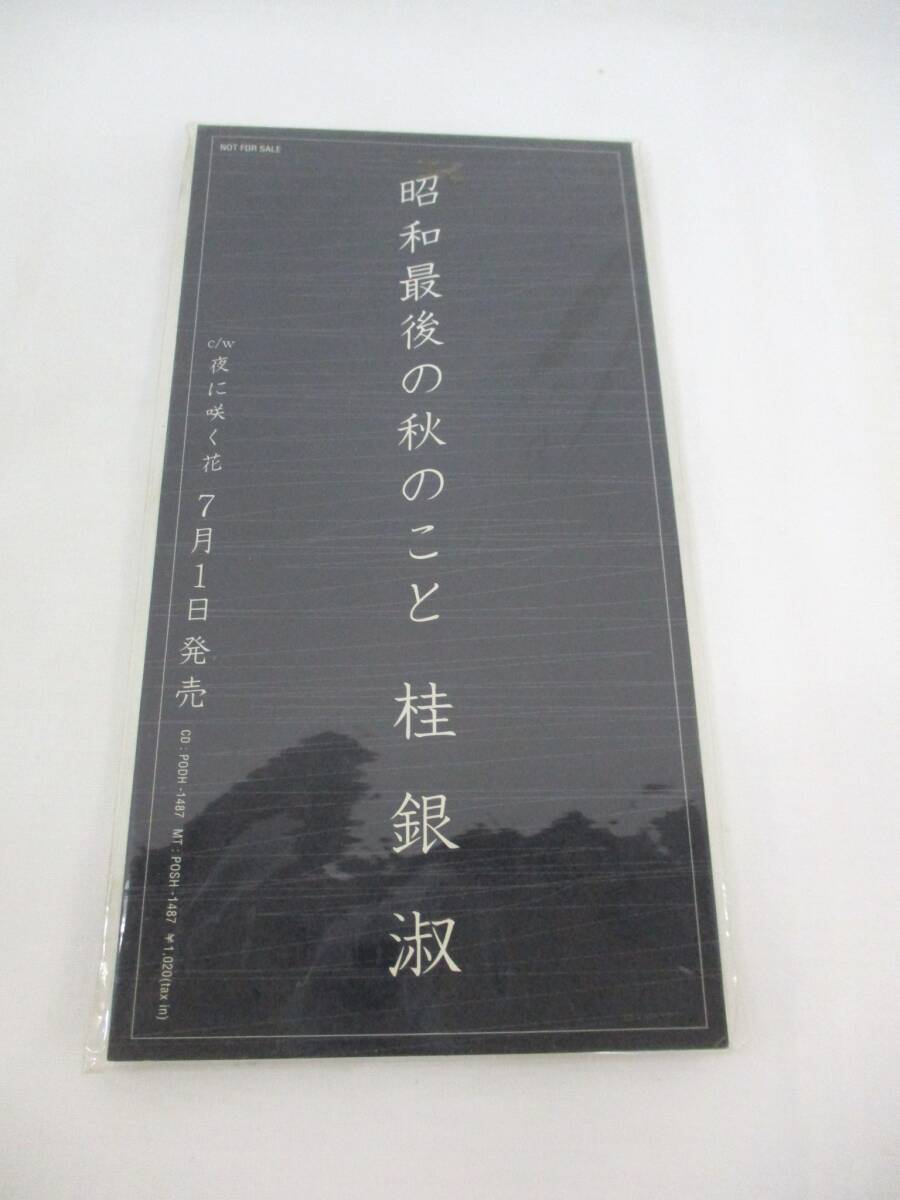 NOT FOR SALE
昭和最後の秋のこと 桂銀淑
c/w 夜に咲く花 7月1日発売
CD : PODH-1487 MT : POSH-1487 ¥1,020(tax in)